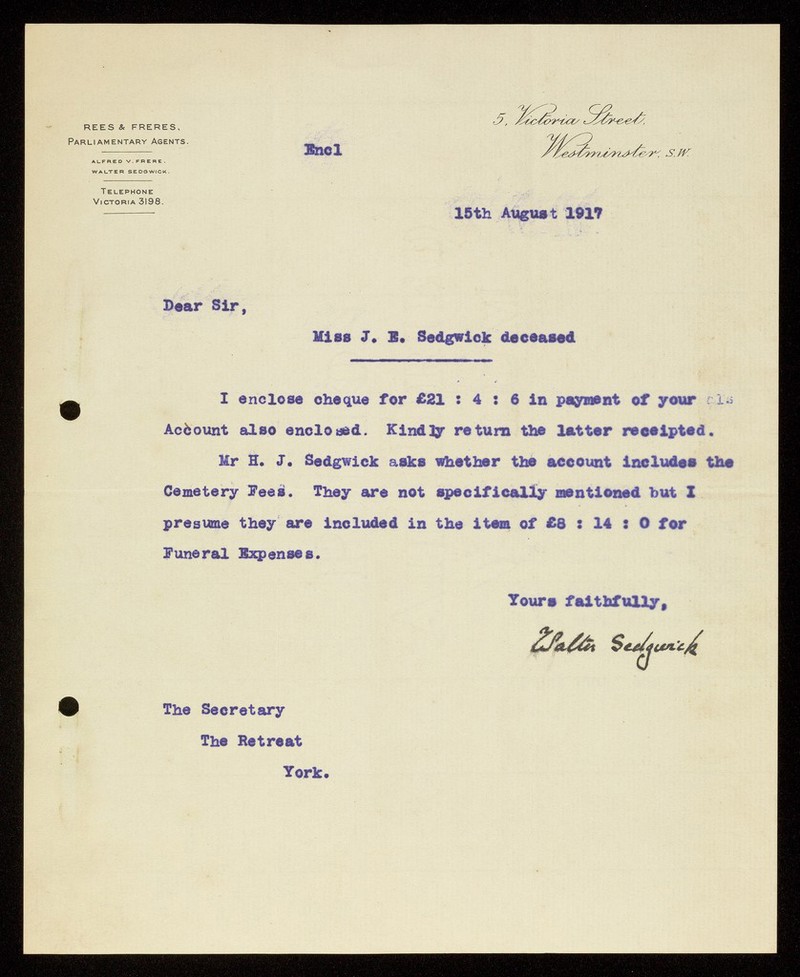 REES & FRERES.
PARLIAMENTARY AGENTS.
ALFRED V. FRERE.
WALTER SEDGWICK.
TELEPHONE
VICTORIA 3198.
5, Victoria Street,
Westminster, S.W.
Encl
15th August 1917
Dear Sir,
Miss J. E. Sedgwick deceased
I enclose cheque for £21 : 4 : 6 in payment of your
Account also enclosed. Kindly return the latter receipted.
Mr H. J. Sedgwick asks whether the account includes the
Cemetery Fees. They are not specifically mentioned but I
presume they are included in the item of £8 : 14 : 0 for
Funeral Expenses.
Yours faithfully,
Walter Sedgwick
The Secretary
The Retreat
York.